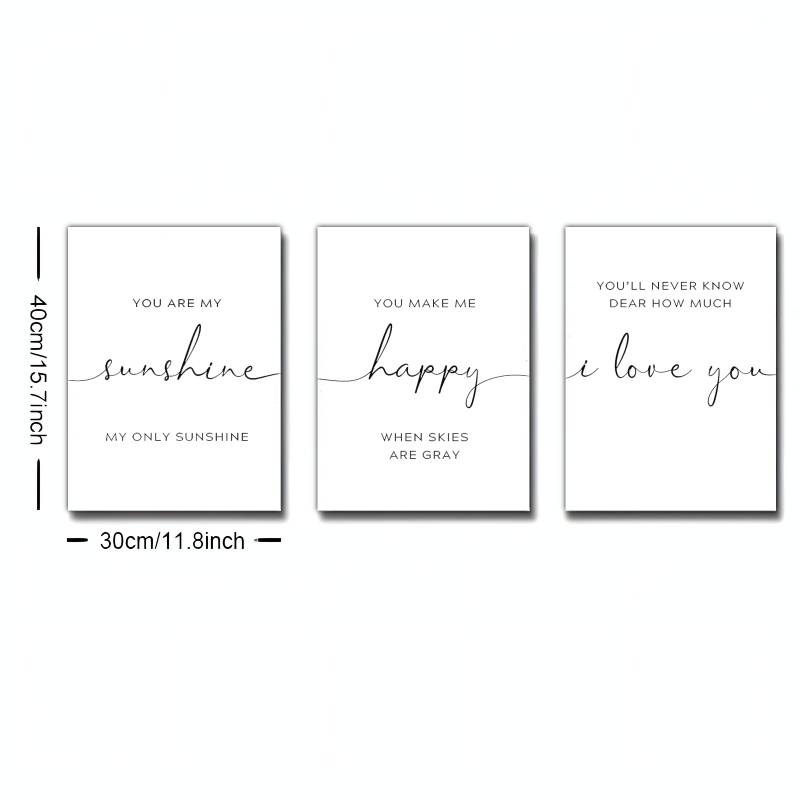 YOU ARE MY
sunshine
MY ONLY SUNSHINE
YOU MAKE ME
happy
WHEN SKIES
ARE GRAY
YOU'LL NEVER KNOW
DEAR HOW MUCH
i love you
40cm/15.7inch
30cm/11.8inch